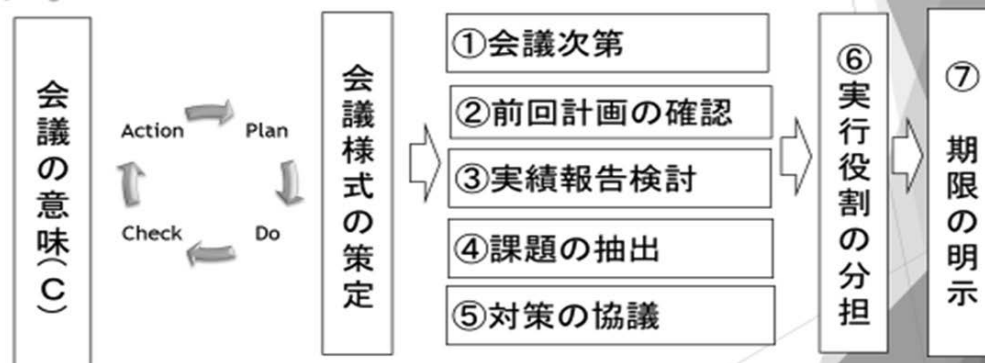 会議の意味(C)
Action
Plan
Check
Do
会議様式の策定
①会議次第
②前回計画の確認
③実績報告検討
④課題の抽出
⑤対策の協議
⑥実行役割の分担
⑦ 期限の明示